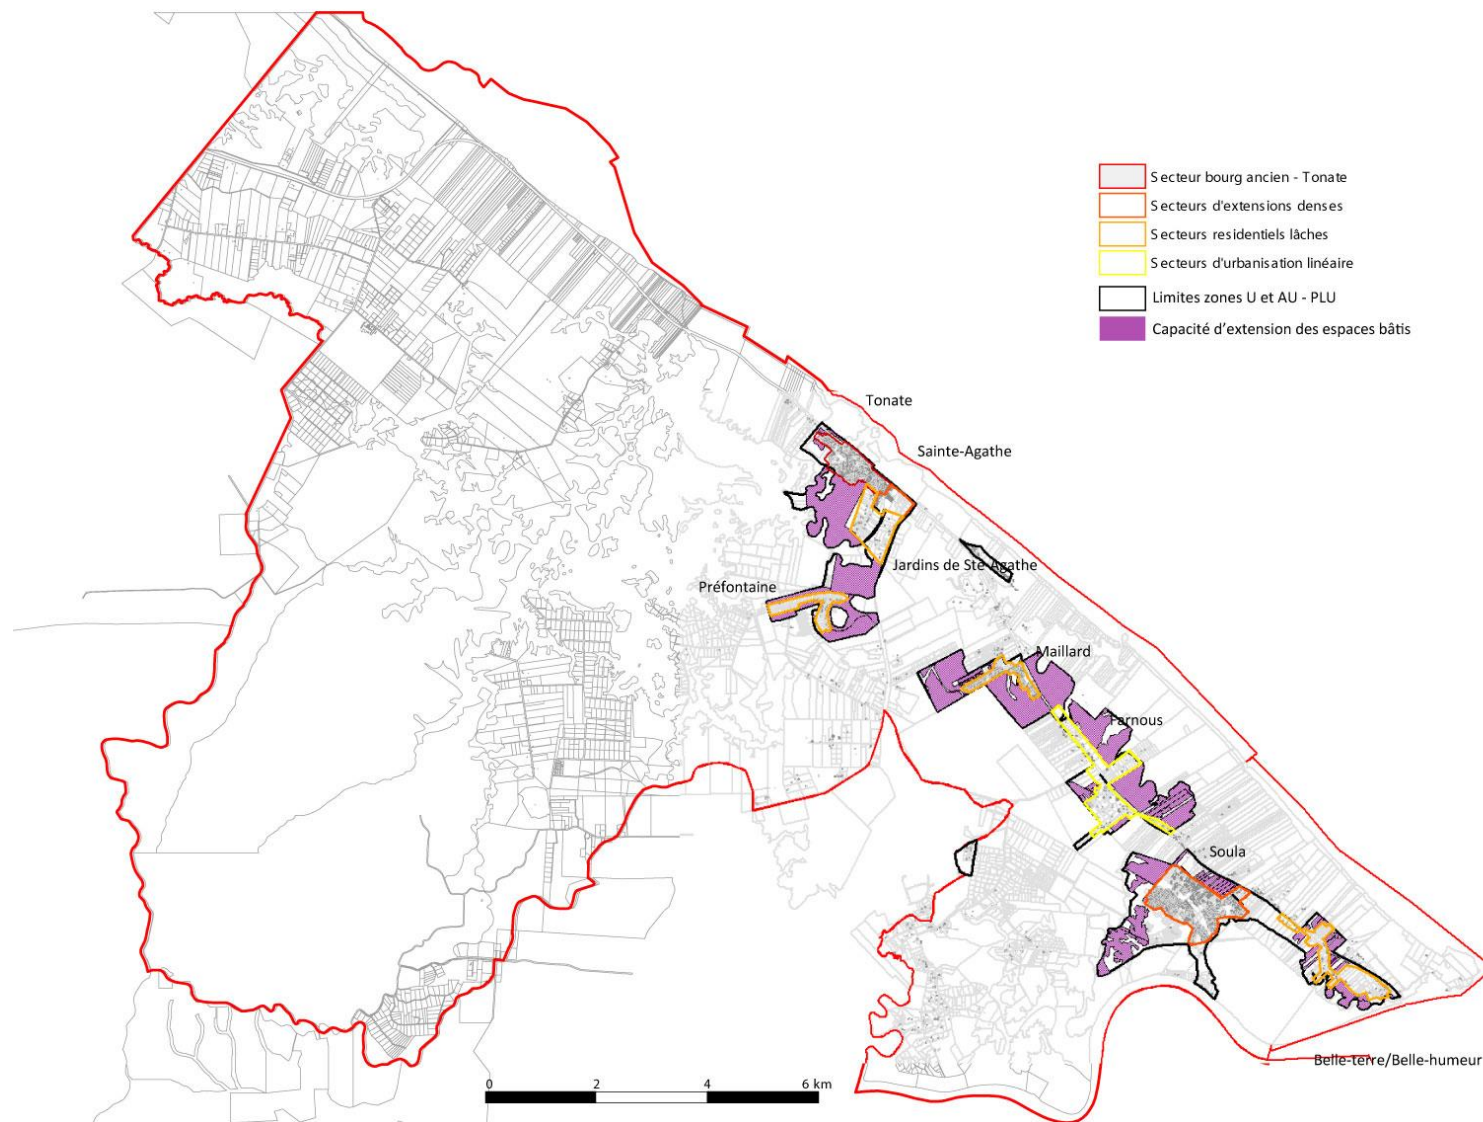 Secteur bourg ancien - Tonate
Secteurs d'extensions denses
Secteurs residentiels lâches
Secteurs d'urbanisation linéaire
Limites zones U et AU - PLU
Capacité d’extension des espaces bâtis
Tonate
Sainte-Agathe
Jardins de Ste Agathe
Préfontaine
Maillard
Farnous
Soula
Belle-terre/Belle-humeur
0 2 4 6 km